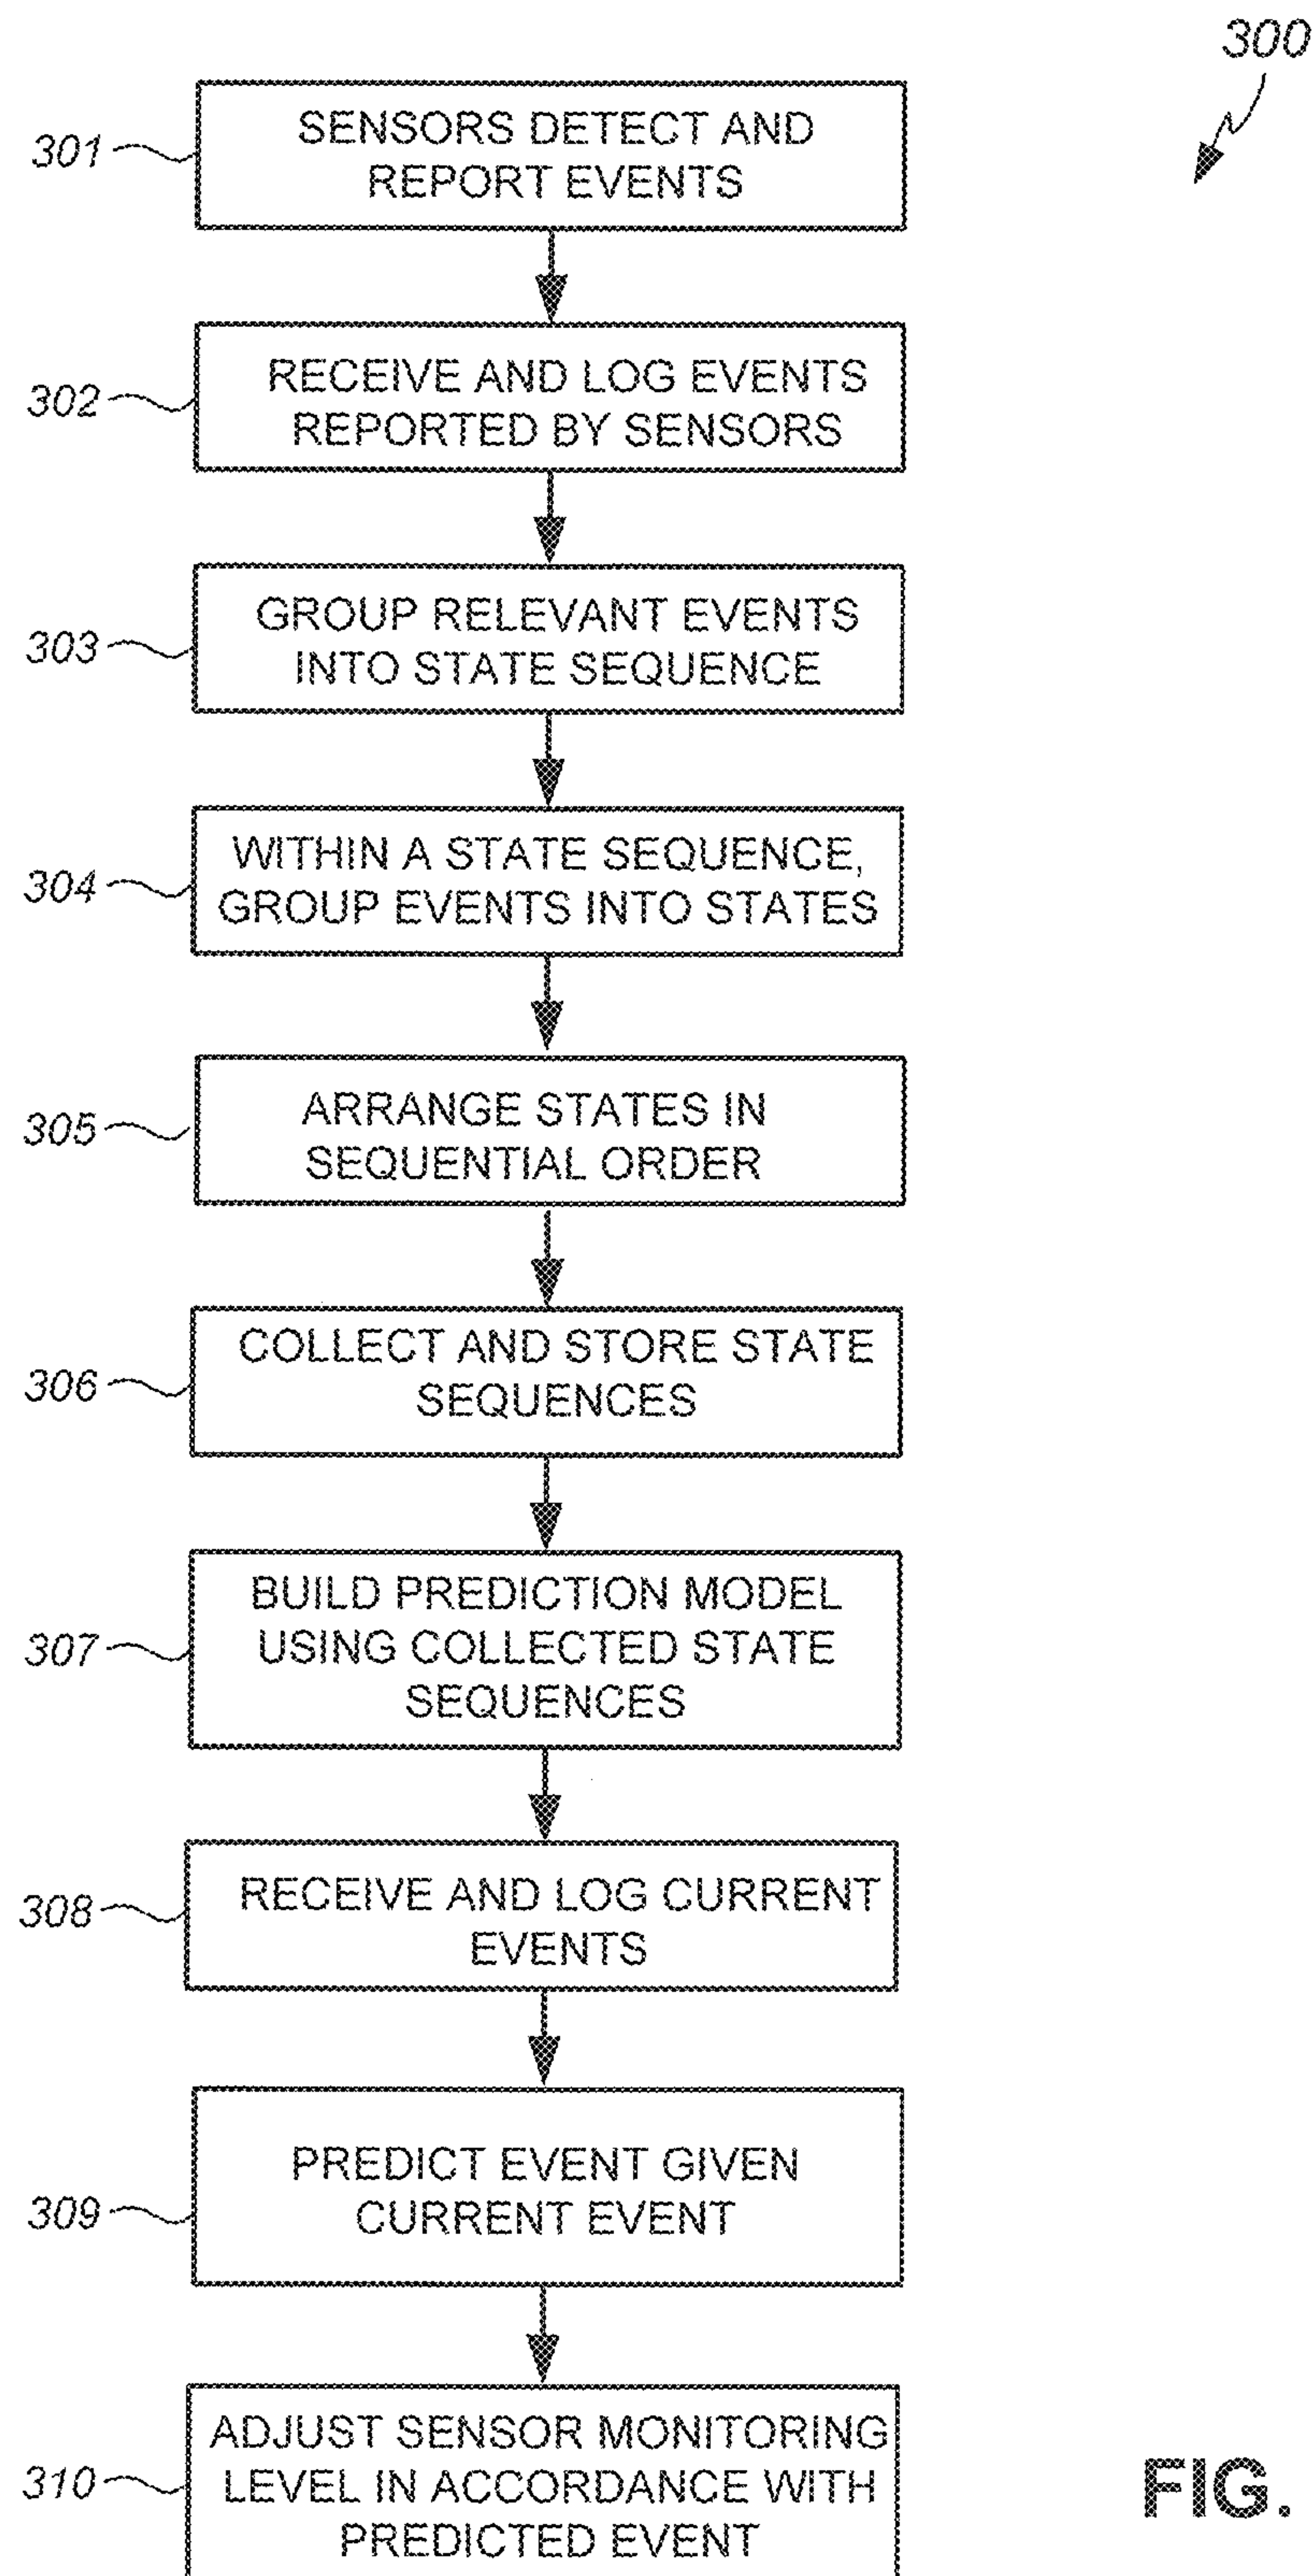 300
301
SENSORS DETECT AND
REPORT EVENTS
302
RECEIVE AND LOG EVENTS
REPORTED BY SENSORS
303
GROUP RELEVANT EVENTS
INTO STATE SEQUENCE
304
WITHIN A STATE SEQUENCE,
GROUP EVENTS INTO STATES
305
ARRANGE STATES IN
SEQUENTIAL ORDER
306
COLLECT AND STORE STATE
SEQUENCES
307
BUILD PREDICTION MODEL
USING COLLECTED STATE
SEQUENCES
308
RECEIVE AND LOG CURRENT
EVENTS
309
PREDICT EVENT GIVEN
CURRENT EVENT
310
ADJUST SENSOR MONITORING
LEVEL IN ACCORDANCE WITH
PREDICTED EVENT
FIG.